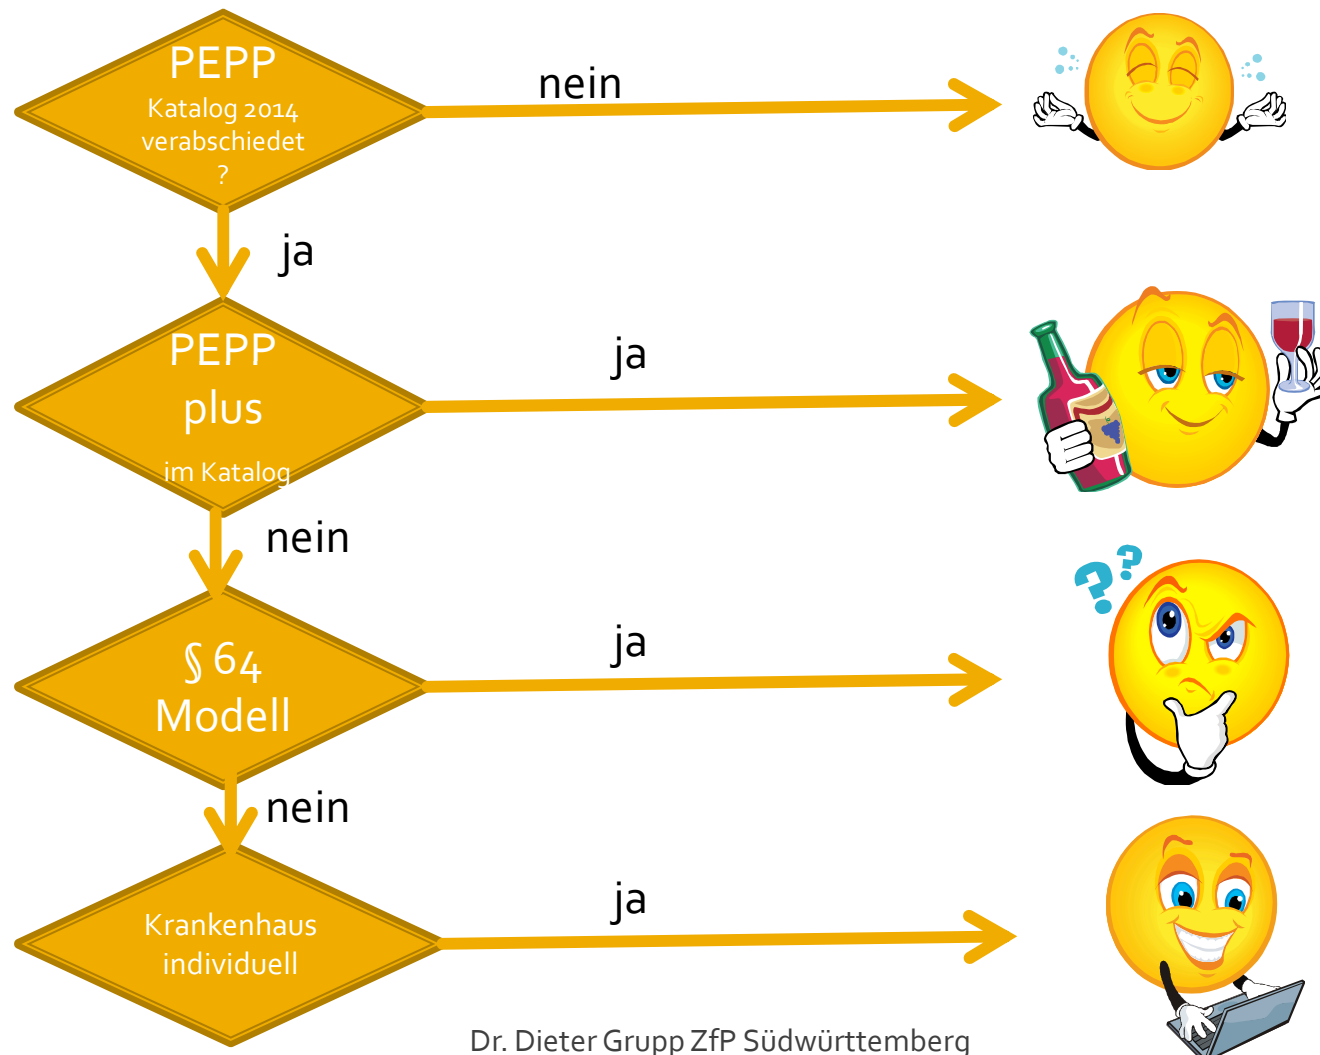 PEPP
Katalog 2014
verabschiedet
?
nein
ja
PEPP
plus
im Katalog
ja
nein
§ 64
Modell
ja
nein
Krankenhaus
individuell
ja
??
Dr. Dieter Grupp ZfP Südwürttemberg